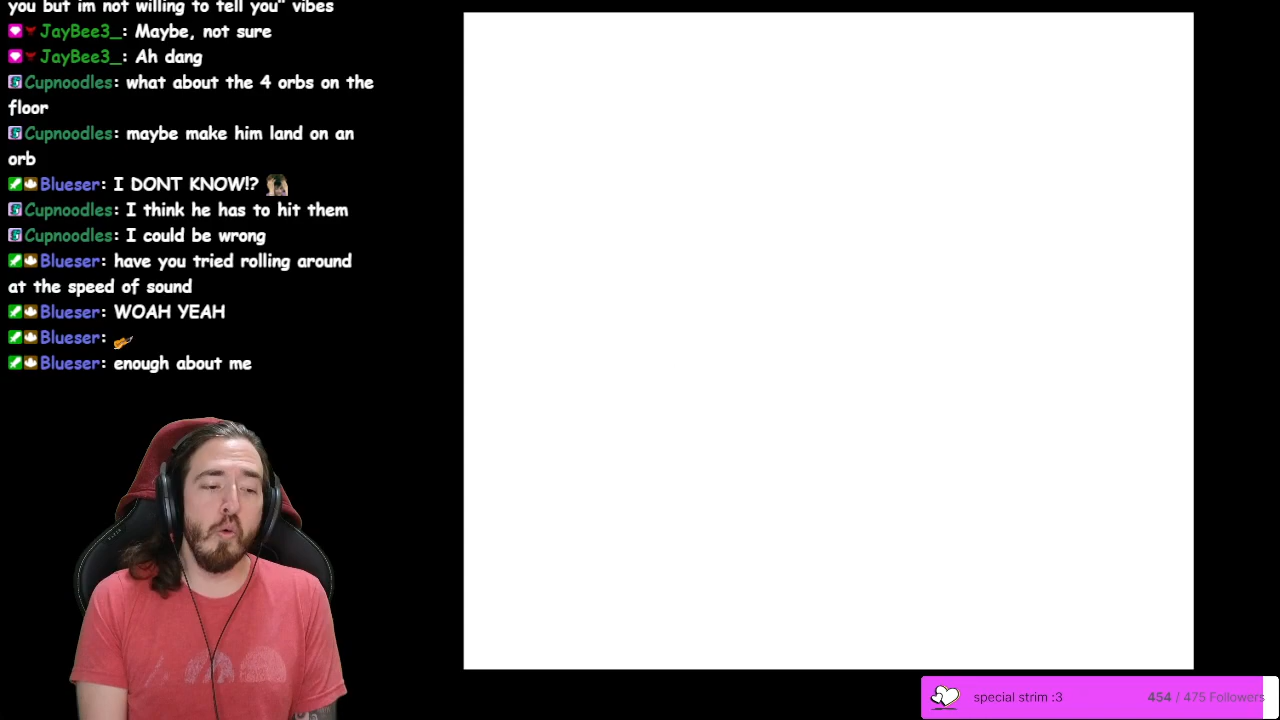 you but im not willing to tell you" vibes
JayBee3_: Maybe, not sure
JayBee3_: Ah dang
Cupnoodles: what about the 4 orbs on the
floor
Cupnoodles: maybe make him land on an
orb
Blueser: I DONT KNOW!?
Cupnoodles: I think he has to hit them
Cupnoodles: I could be wrong
Blueser: have you tried rolling around
at the speed of sound
Blueser: WOAH YEAH
Blueser:
Blueser: enough about me
special strim :3 454 / 475 Followers